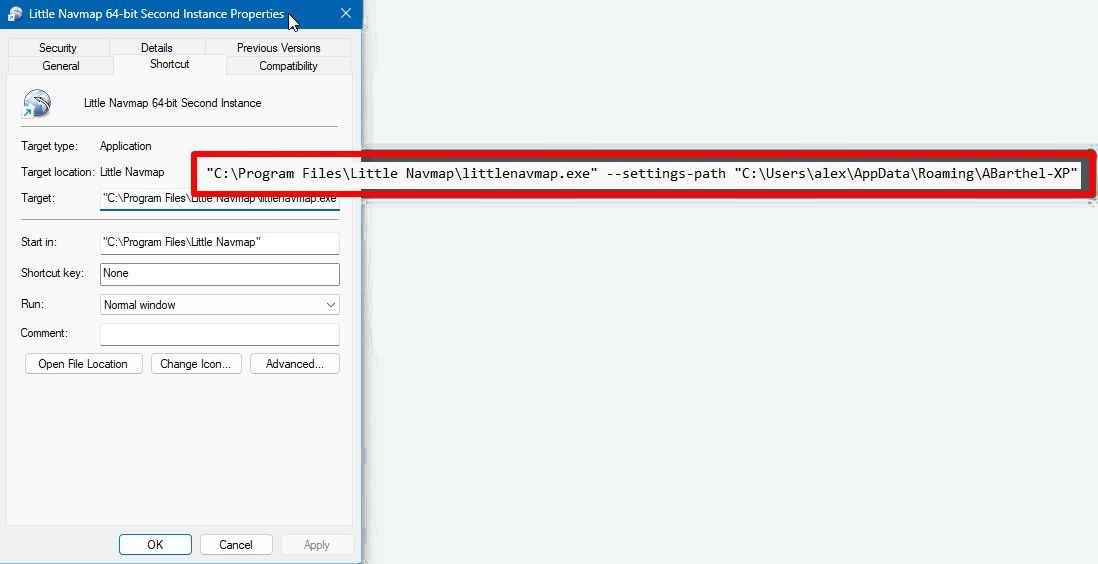 Little Navmap 64-bit Second Instance Properties
Security Details Previous Versions
General Shortcut Compatibility
Little Navmap 64-bit Second Instance
Target type: Application
Target location: Little Navmap
"C:\Program Files\Little Navmap\littlenavmap.exe" --settings-path "C:\Users\alex\AppData\Roaming\ABarthel-XP"
Target: "C:\Program Files\Little Navmap\littlenavmap.exe
Start in: "C:\Program Files\Little Navmap"
Shortcut key: None
Run: Normal window
Comment:
Open File Location Change Icon... Advanced...
OK Cancel Apply